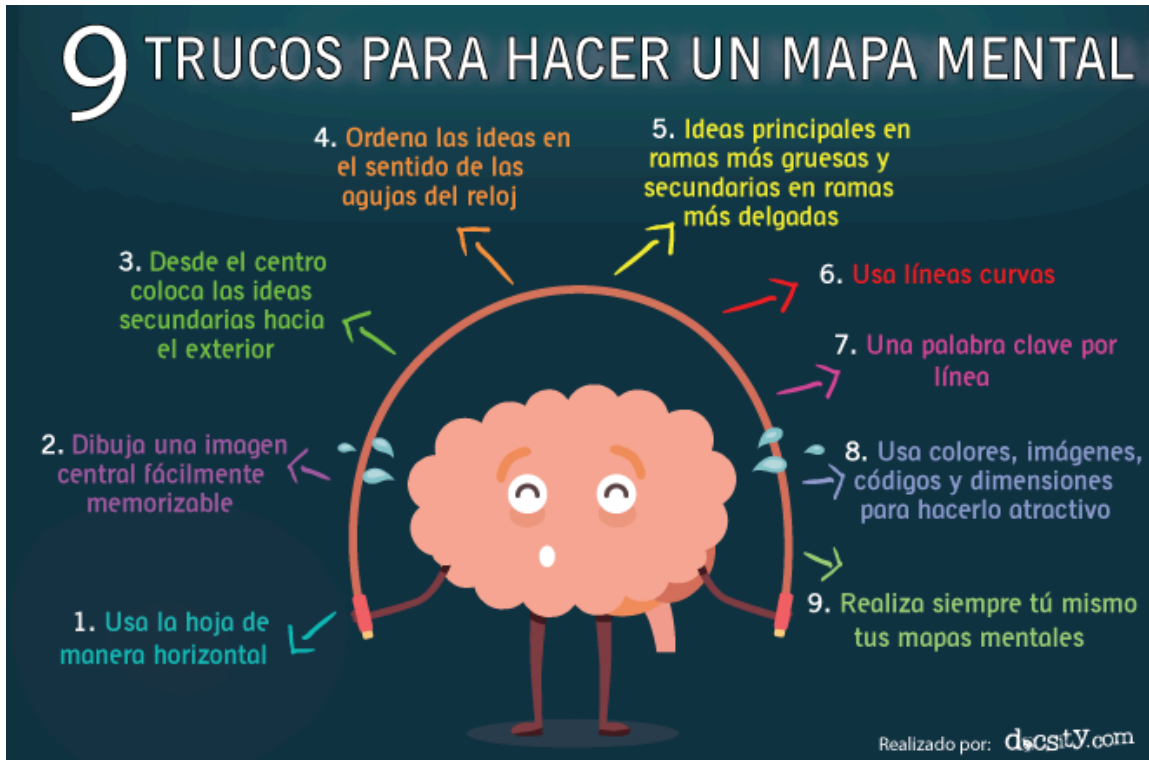 9 TRUCOS PARA HACER UN MAPA MENTAL
1. Usa la hoja de
manera horizontal
2. Dibuja una imagen
central fácilmente
memorizable
3. Desde el centro
coloca las ideas
secundarias hacia
el exterior
4. Ordena las ideas en
el sentido de las
agujas del reloj
5. Ideas principales en
ramas más gruesas y
secundarias en ramas
más delgadas
6. Usa líneas curvas
7. Una palabra clave por
línea
8. Usa colores, imágenes,
códigos y dimensiones
para hacerlo atractivo
9. Realiza siempre tú mismo
tus mapas mentales
Realizado por: docsity.com